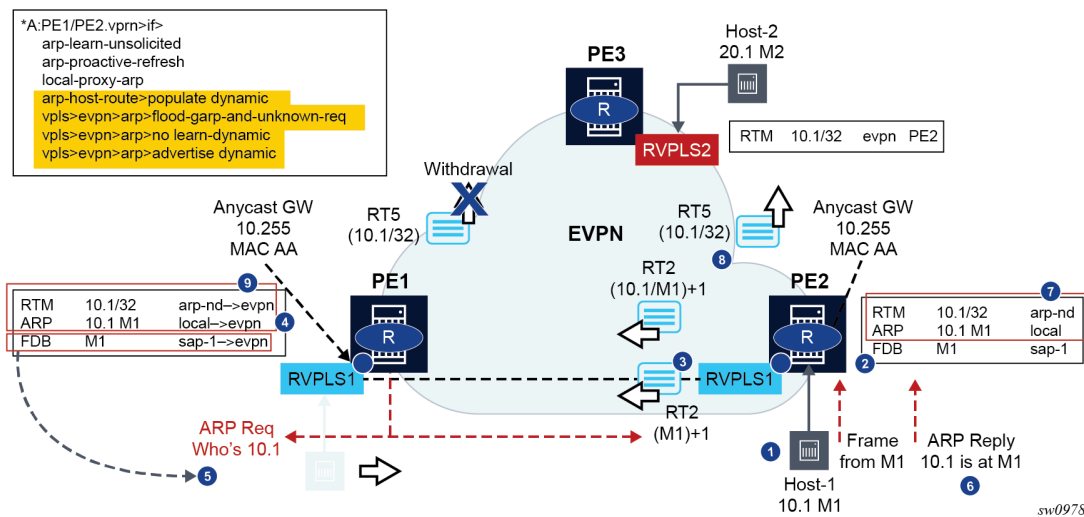 *A:PE1/PE2.vprn>if>
arp-learn-unsolicited
arp-proactive-refresh
local-proxy-arp
arp-host-route>populate dynamic
vpls>evpn>arp>flood-garp-and-unknown-req
vpls>evpn>arp>no learn-dynamic
vpls>evpn>arp>advertise dynamic
Host-2
20.1 M2
PE3
R
RVPLS2
RTM 10.1/32 evpn PE2
Withdrawal
X
RT5
(10.1/32)
Anycast GW
10.255
MAC AA
EVPN
RT5
(10.1/32)
8
Anycast GW
10.255
MAC AA
9
RTM 10.1/32 arp-nd–>evpn
ARP 10.1 M1 local–>evpn
4
FDB M1 sap-1–>evpn
PE1
R
RVPLS1
RT2
(10.1/M1)+1
3
RT2
(M1)+1
PE2
R
RVPLS1
7
RTM 10.1/32 arp-nd
ARP 10.1 M1 local
FDB M1 sap-1
2
ARP Req
Who's 10.1
5
1
Host-1
10.1 M1
Frame
from M1
ARP Reply
10.1 is at M1
6
sw0978